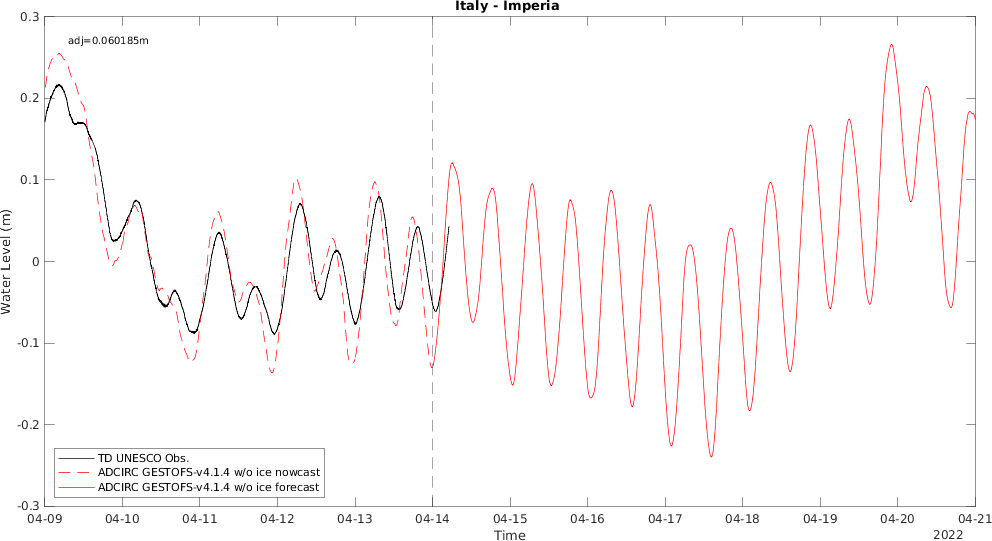 Italy - Imperia
adj=0.060185m
0.3
0.2
0.1
0
-0.1
-0.2
-0.3
Water Level (m)
TD UNESCO Obs.
ADCIRC GESTOFS-v4.1.4 w/o ice nowcast
ADCIRC GESTOFS-v4.1.4 w/o ice forecast
04-09 04-10 04-11 04-12 04-13 04-14 04-15 04-16 04-17 04-18 04-19 04-20 04-21
Time
2022